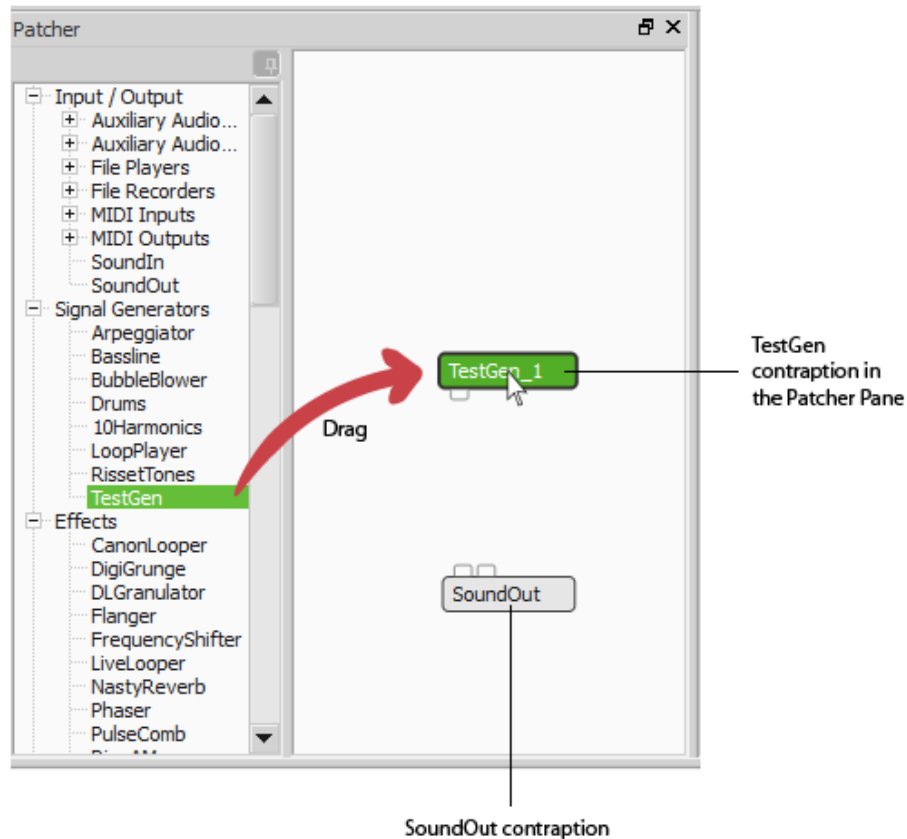 Patcher
Input / Output
Auxiliary Audio...
Auxiliary Audio...
File Players
File Recorders
MIDI Inputs
MIDI Outputs
SoundIn
SoundOut
Signal Generators
Arpeggiator
Bassline
BubbleBlower
Drums
10Harmonics
LoopPlayer
RissetTones
TestGen
Effects
CanonLooper
DigiGrunge
DLGranulator
Flanger
FrequencyShifter
LiveLooper
NastyReverb
Phaser
PulseComb
Drag
TestGen_1
TestGen
contraption in
the Patcher Pane
SoundOut
SoundOut contraption